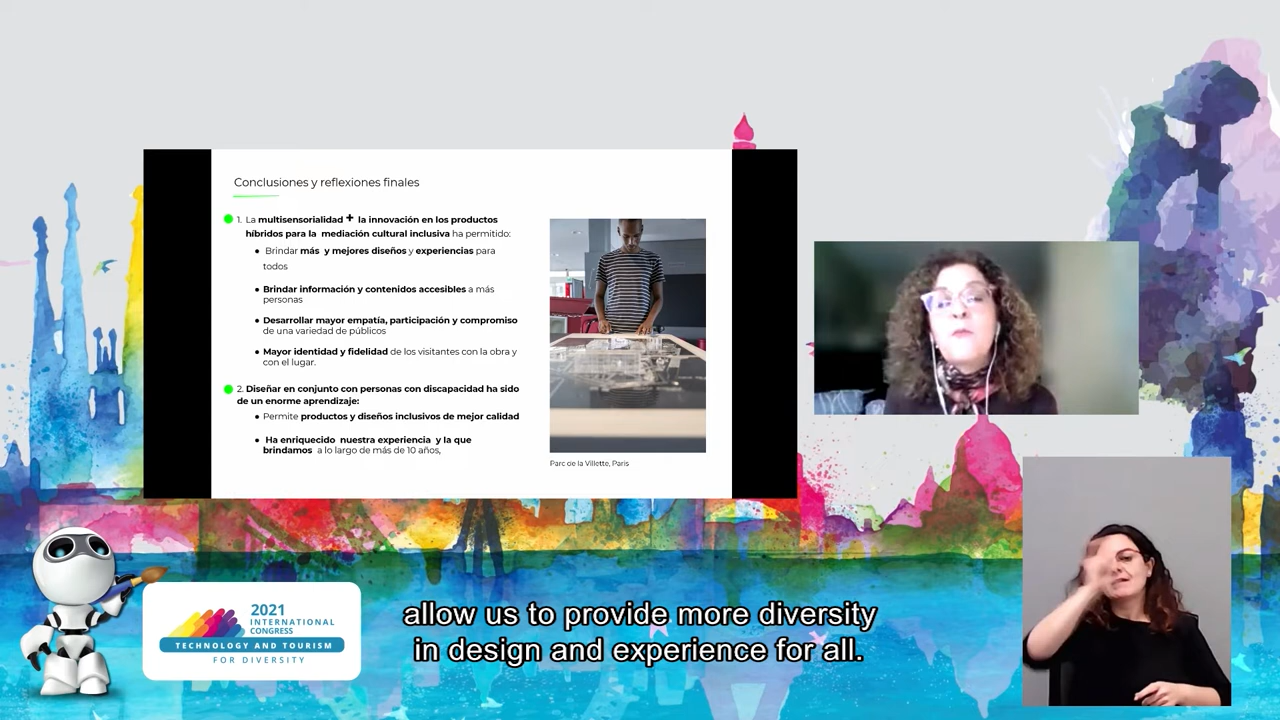 Conclusiones y reflexiones finales
1. La multisensorialidad + la innovación en los productos
híbridos para la mediación cultural inclusiva ha permitido:
• Brindar más y mejores diseños y experiencias para
todos
• Brindar información y contenidos accesibles a más
personas
• Desarrollar mayor empatía, participación y compromiso
de una variedad de públicos
• Mayor identidad y fidelidad de los visitantes con la obra y
con el lugar.
2. Diseñar en conjunto con personas con discapacidad ha sido
de un enorme aprendizaje:
• Permite productos y diseños inclusivos de mejor calidad
• Ha enriquecido nuestra experiencia y la que
brindamos a lo largo de más de 10 años,
Parc de la Villette, Paris
2021
INTERNATIONAL
CONGRESS
TECHNOLOGY AND TOURISM
FOR DIVERSITY
allow us to provide more diversity
in design and experience for all.